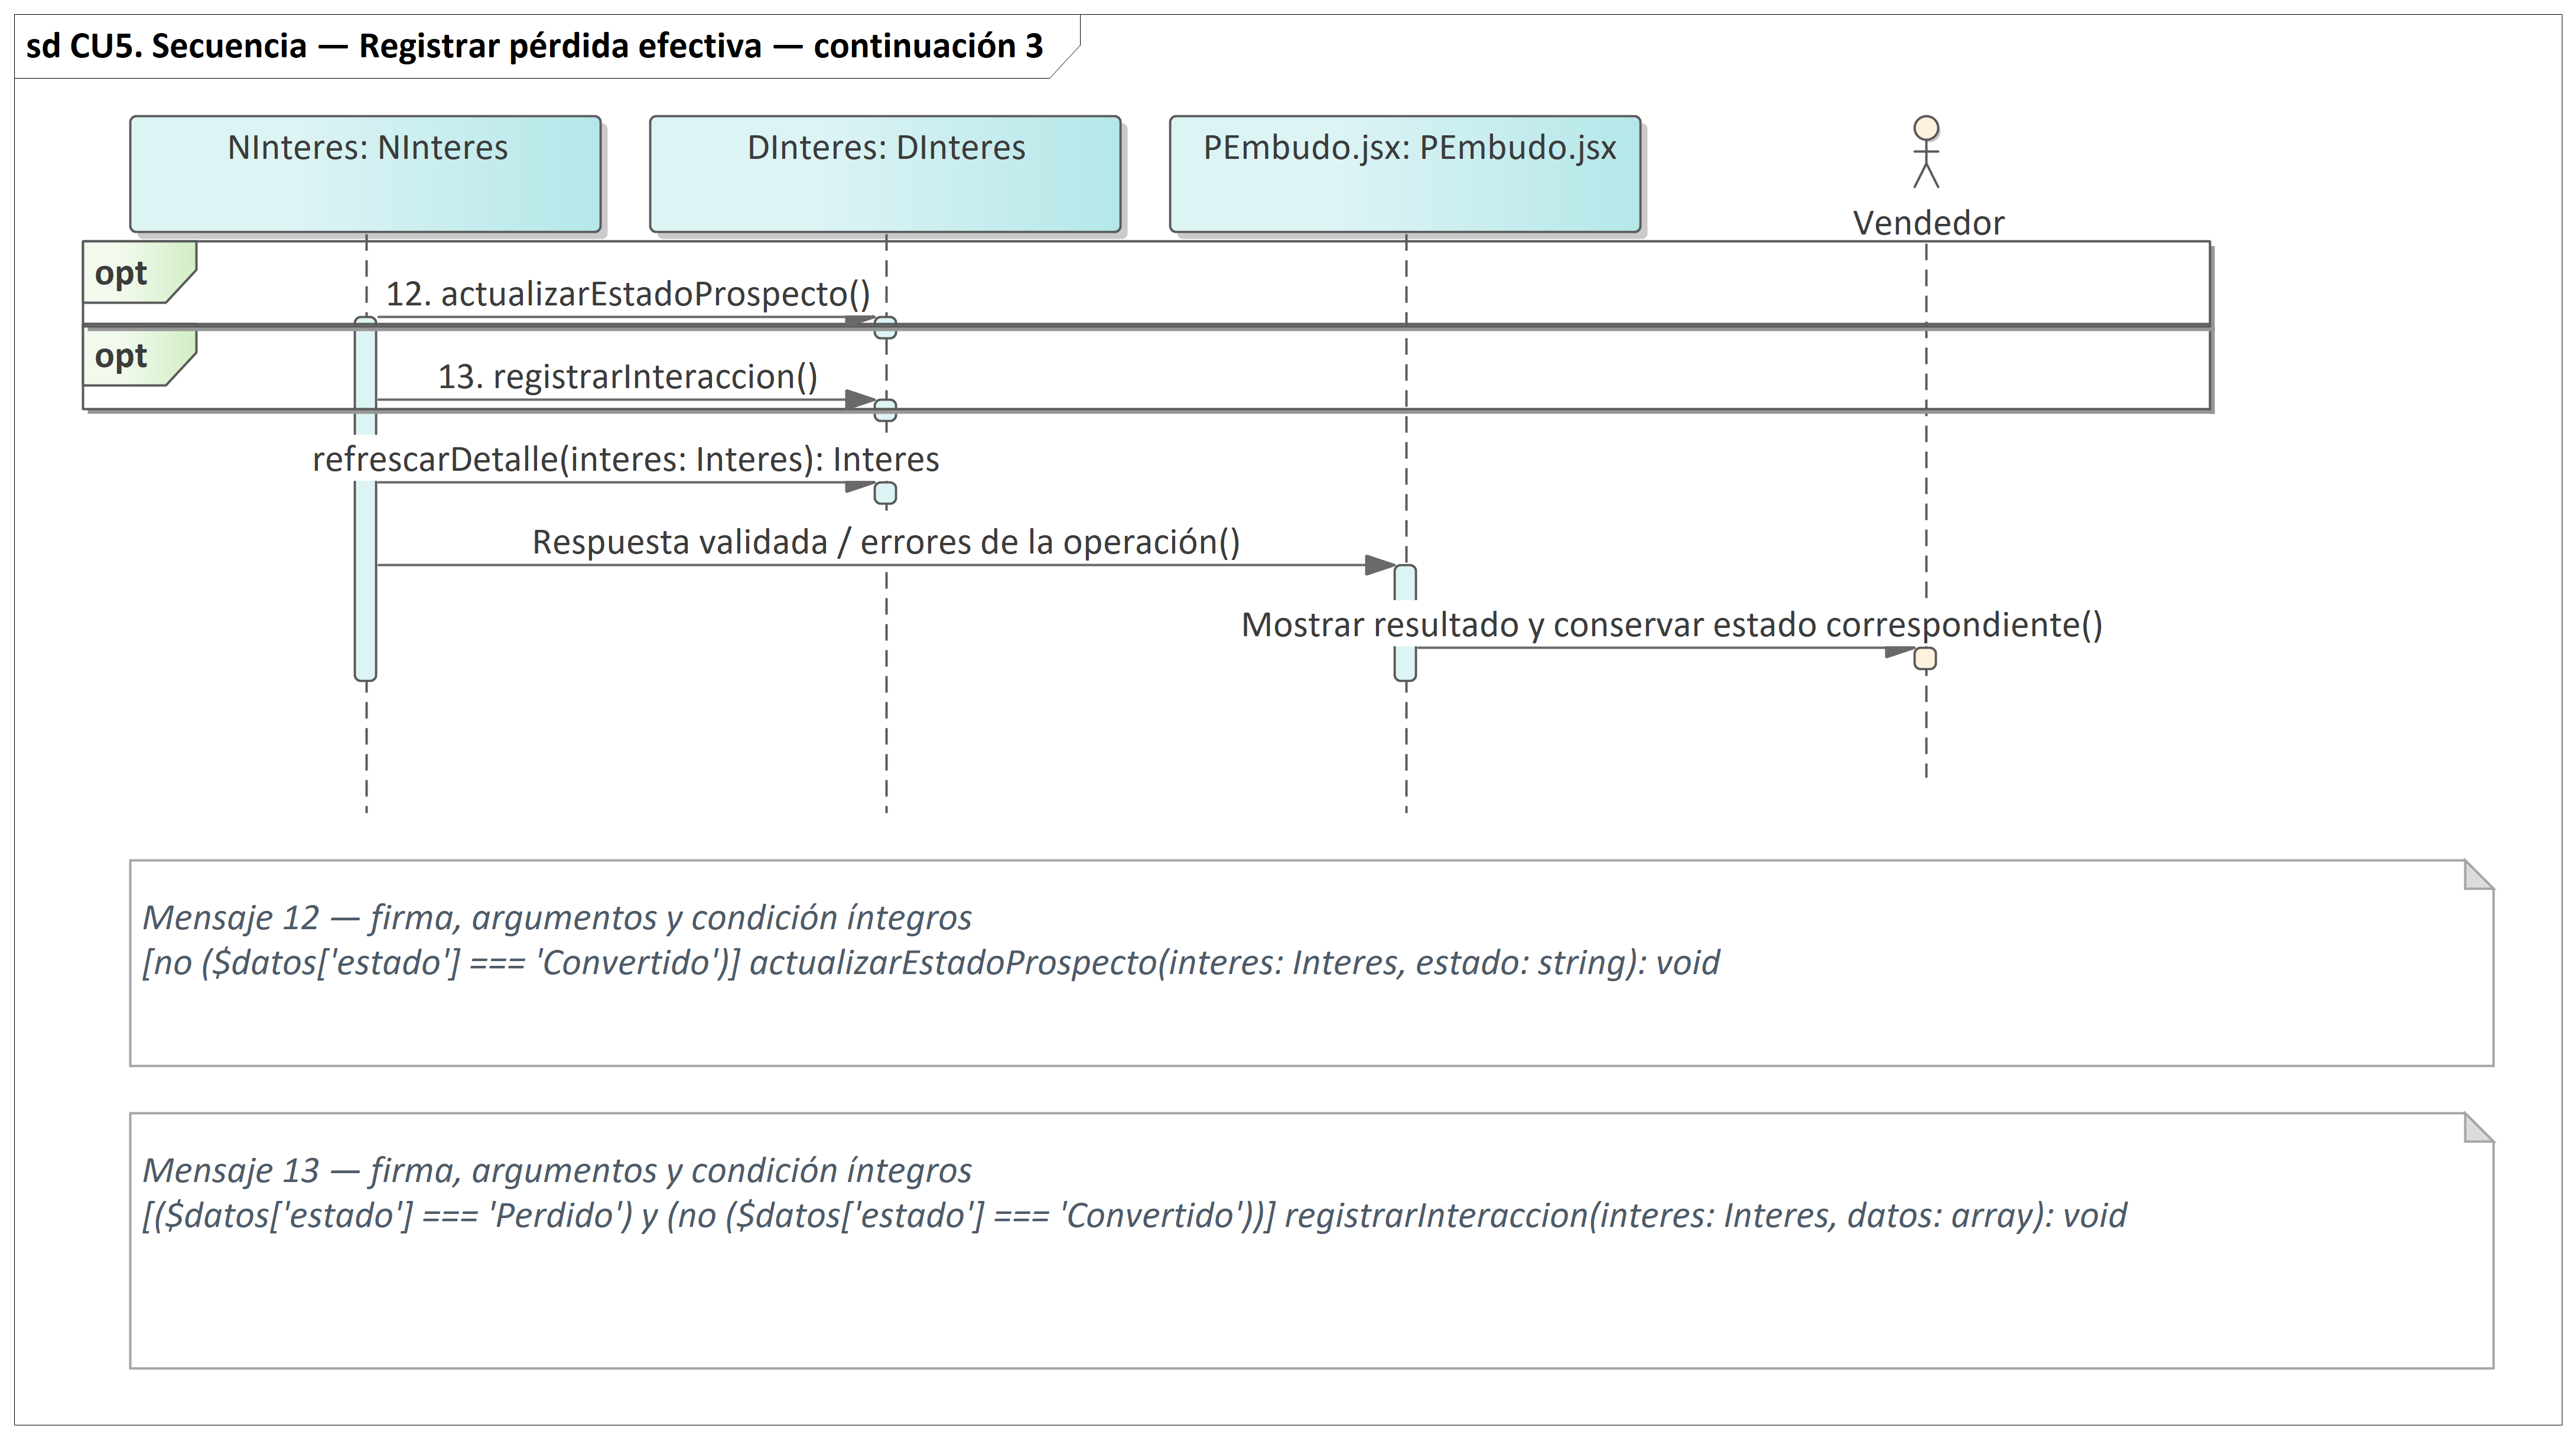 sd CU5. Secuencia — Registrar pérdida efectiva — continuación 3
NInteres: NInteres
DInteres: DInteres
PEmbudo.jsx: PEmbudo.jsx
Vendedor
opt
12. actualizarEstadoProspecto()
opt
13. registrarInteraccion()
refrescarDetalle(interes: Interes): Interes
Respuesta validada / errores de la operación()
Mostrar resultado y conservar estado correspondiente()
Mensaje 12 — firma, argumentos y condición íntegros
[no ($datos['estado'] === 'Convertido')] actualizarEstadoProspecto(interes: Interes, estado: string): void
Mensaje 13 — firma, argumentos y condición íntegros
[($datos['estado'] === 'Perdido') y (no ($datos['estado'] === 'Convertido'))] registrarInteraccion(interes: Interes, datos: array): void